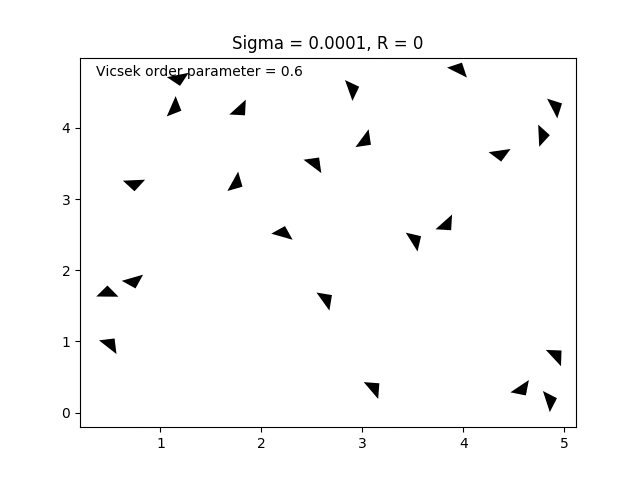 Sigma = 0.0001, R = 0
Vicsek order parameter = 0.6
4
3
2
1
0
1 2 3 4 5